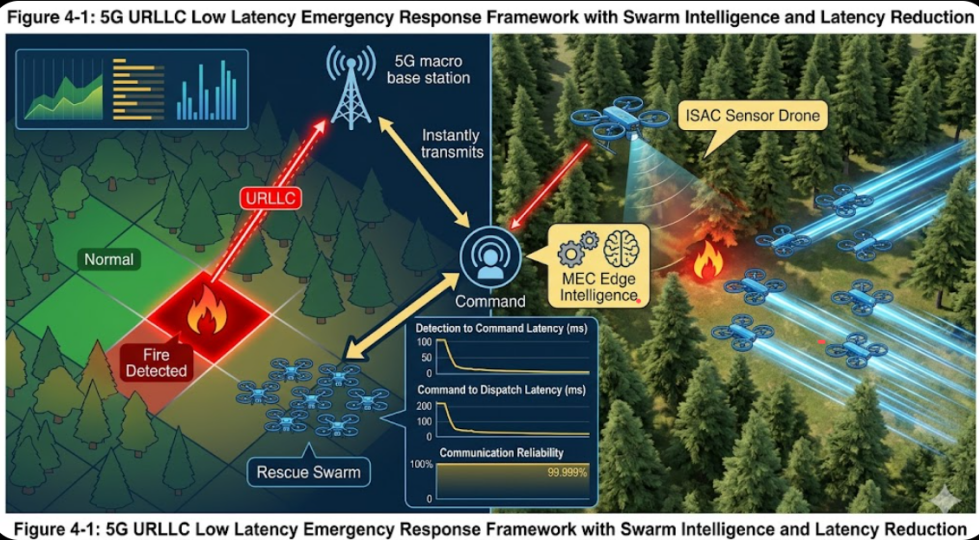 Figure 4-1: 5G URLLC Low Latency Emergency Response Framework with Swarm Intelligence and Latency Reduction
5G macro
base station
Instantly
transmits
URLLC
Normal
Fire
Detected
Rescue Swarm
Command
MEC Edge
Intelligence
ISAC Sensor Drone
Detection to Command Latency (ms)
100
50
0
Command to Dispatch Latency (ms)
200
100
0
Communication Reliability
100%
99.999%
0
Figure 4-1: 5G URLLC Low Latency Emergency Response Framework with Swarm Intelligence and Latency Reduction